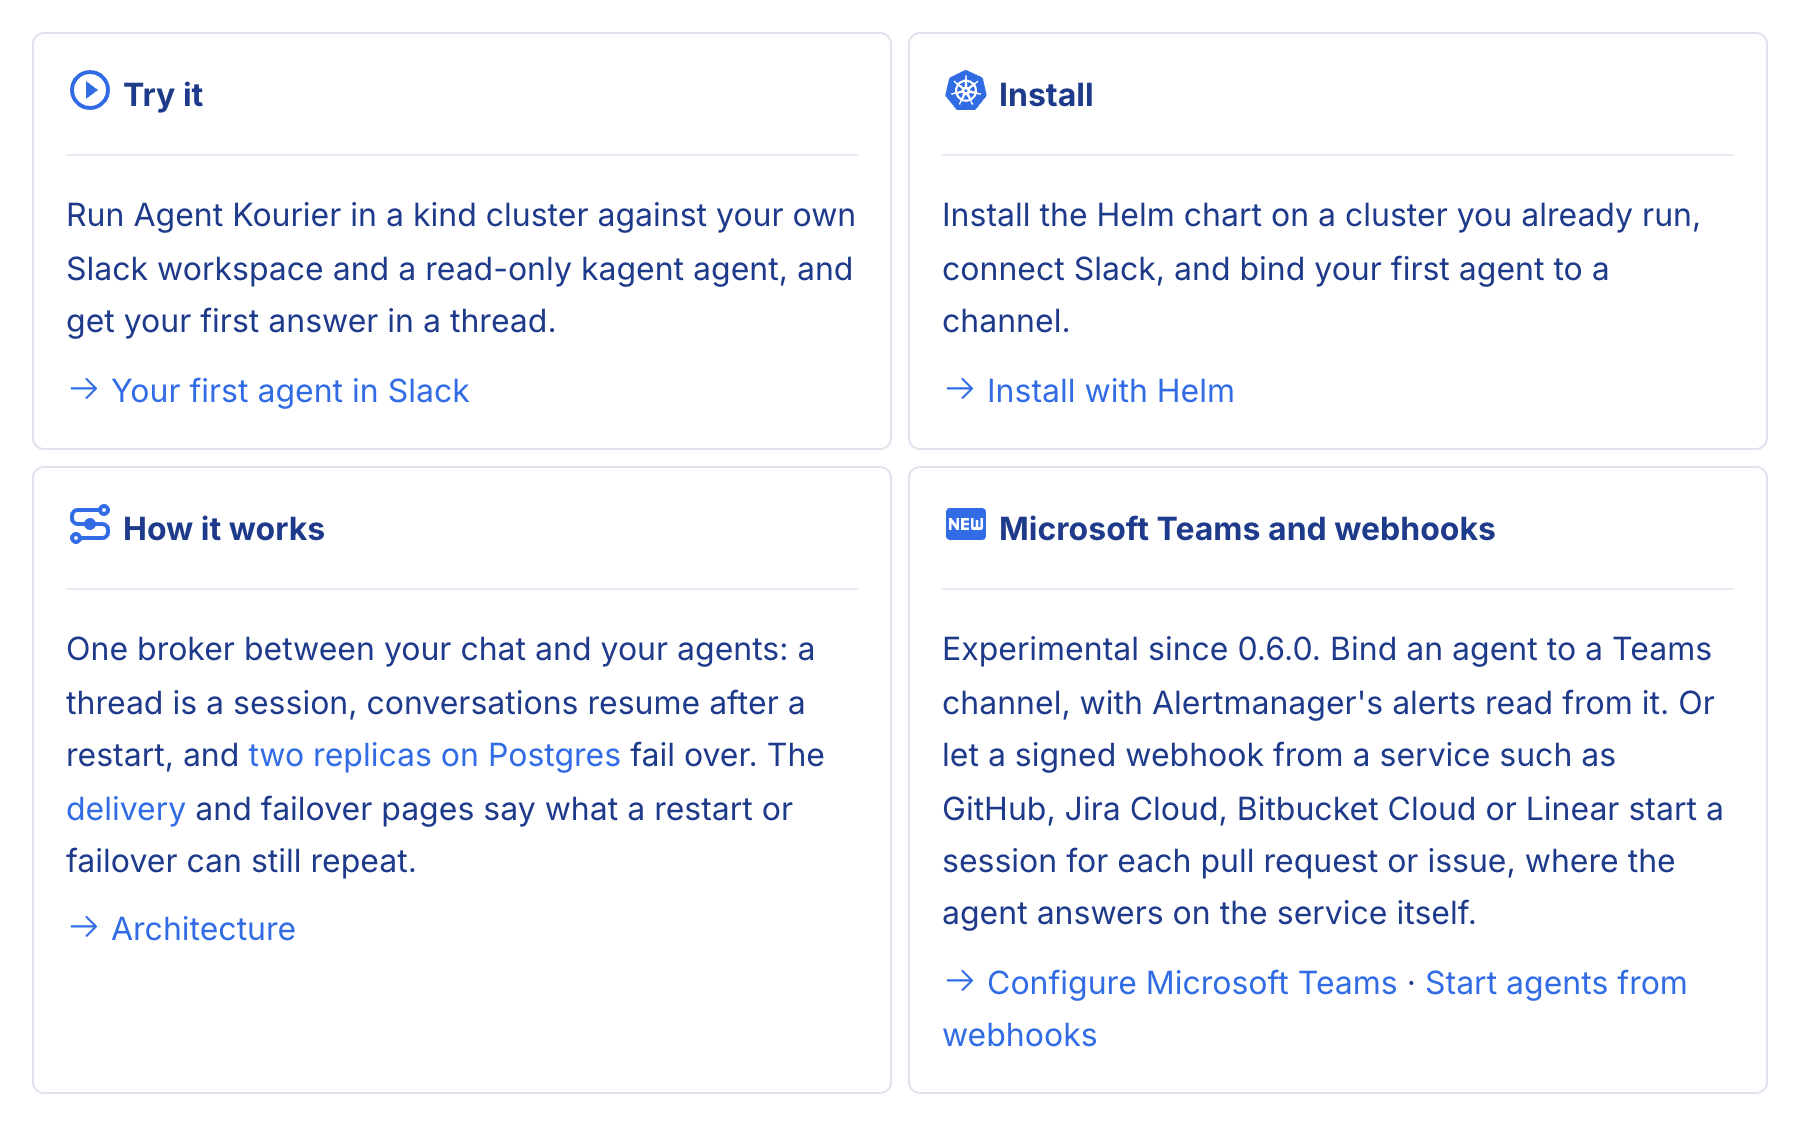 Try it
Run Agent Kourier in a kind cluster against your own
Slack workspace and a read-only kagent agent, and
get your first answer in a thread.
→ Your first agent in Slack
Install
Install the Helm chart on a cluster you already run,
connect Slack, and bind your first agent to a
channel.
→ Install with Helm
How it works
One broker between your chat and your agents: a
thread is a session, conversations resume after a
restart, and two replicas on Postgres fail over. The
delivery and failover pages say what a restart or
failover can still repeat.
→ Architecture
NEW Microsoft Teams and webhooks
Experimental since 0.6.0. Bind an agent to a Teams
channel, with Alertmanager's alerts read from it. Or
let a signed webhook from a service such as
GitHub, Jira Cloud, Bitbucket Cloud or Linear start a
session for each pull request or issue, where the
agent answers on the service itself.
→ Configure Microsoft Teams · Start agents from
webhooks